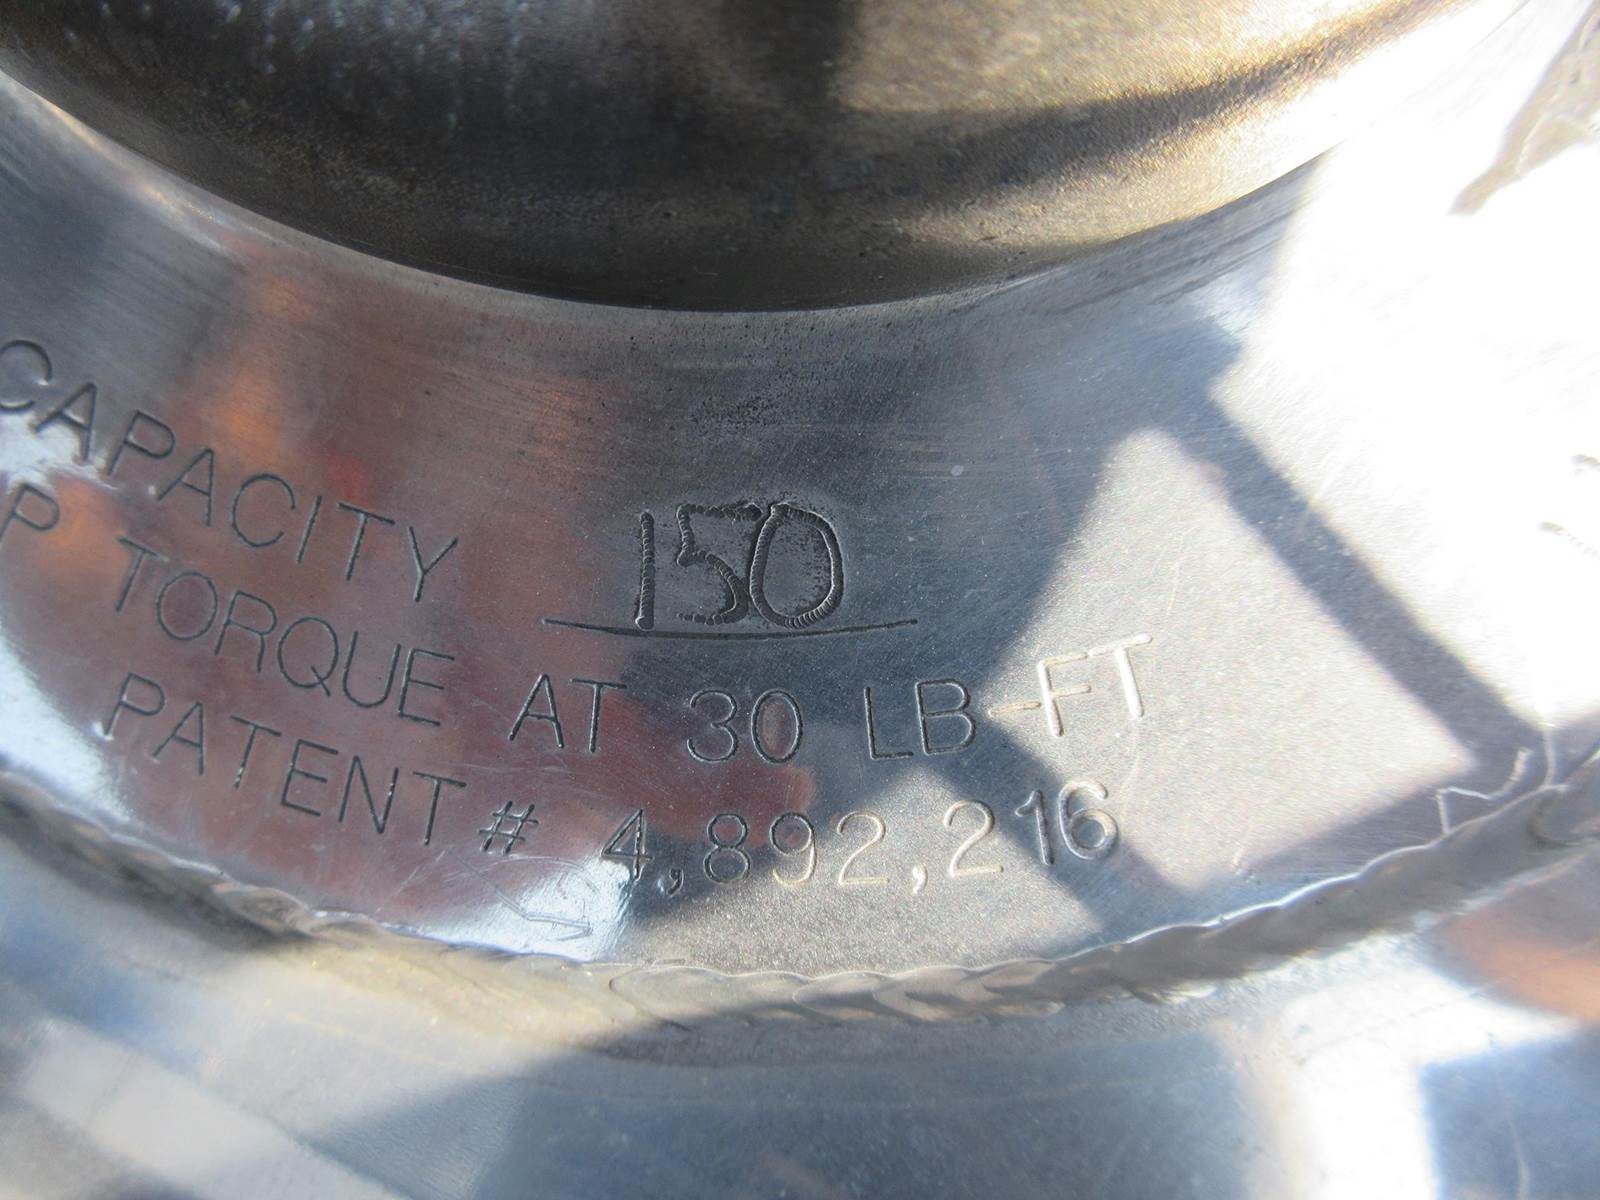 CAPACITY 150
P TORQUE AT 30 LB-FT
PATENT # 4,892,216